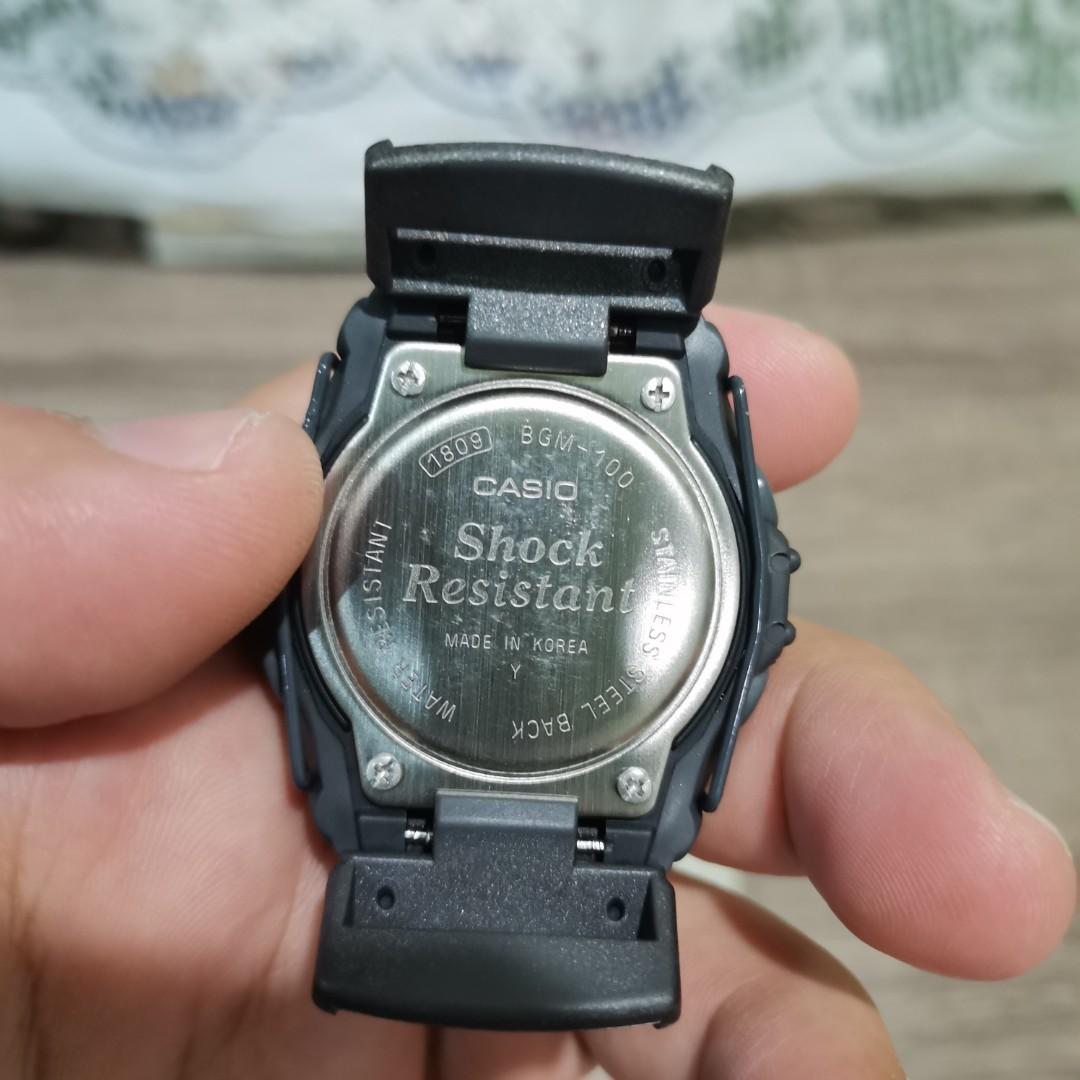 1809 BGM-100
CASIO
Shock
Resistant
MADE IN KOREA
Y
WATER RESISTANT
STAINLESS STEEL BACK